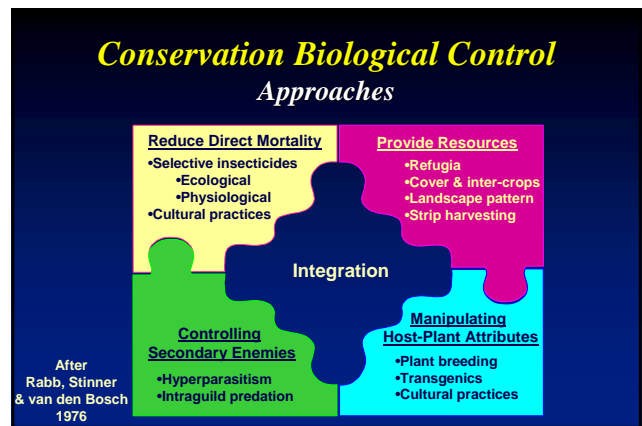 Conservation Biological Control
Approaches
Reduce Direct Mortality
•Selective insecticides
•Ecological
•Physiological
•Cultural practices
Provide Resources
•Refugia
•Cover & inter-crops
•Landscape pattern
•Strip harvesting
Integration
Controlling
Secondary Enemies
•Hyperparasitism
•Intraguild predation
Manipulating
Host-Plant Attributes
•Plant breeding
•Transgenics
•Cultural practices
After
Rabb, Stinner
& van den Bosch
1976